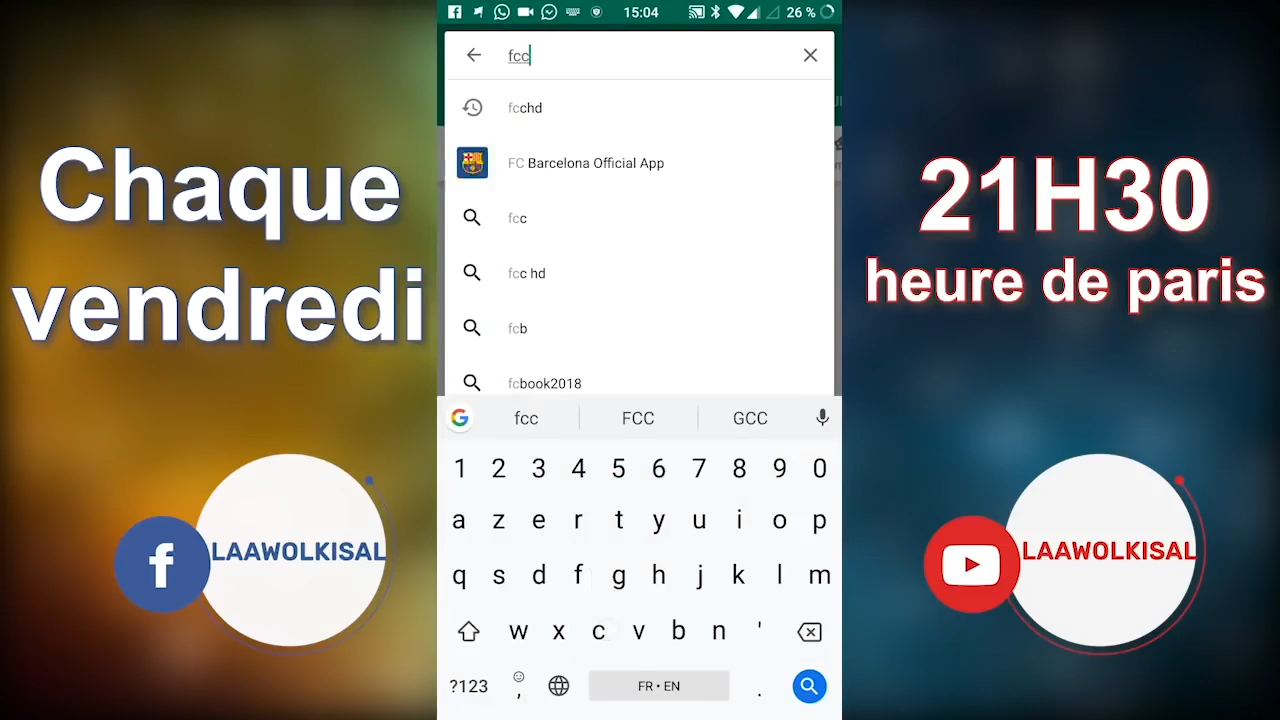 Chaque
vendredi
LAAWOLKISAL
15:04
26 %
fcc
fcchd
FC Barcelona Official App
fcc
fcc hd
fcb
fcbook2018
fcc FCC GCC
1 2 3 4 5 6 7 8 9 0
a z e r t y u i o p
q s d f g h j k l m
w x c v b n '
?123 , FR • EN .
21H30
heure de paris
LAAWOLKISAL